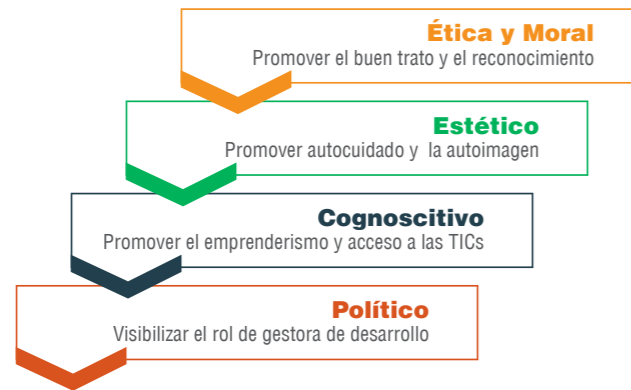 Ética y Moral
Promover el buen trato y el reconocimiento
Estético
Promover autocuidado y la autoimagen
Cognoscitivo
Promover el emprenderismo y acceso a las TICs
Político
Visibilizar el rol de gestora de desarrollo